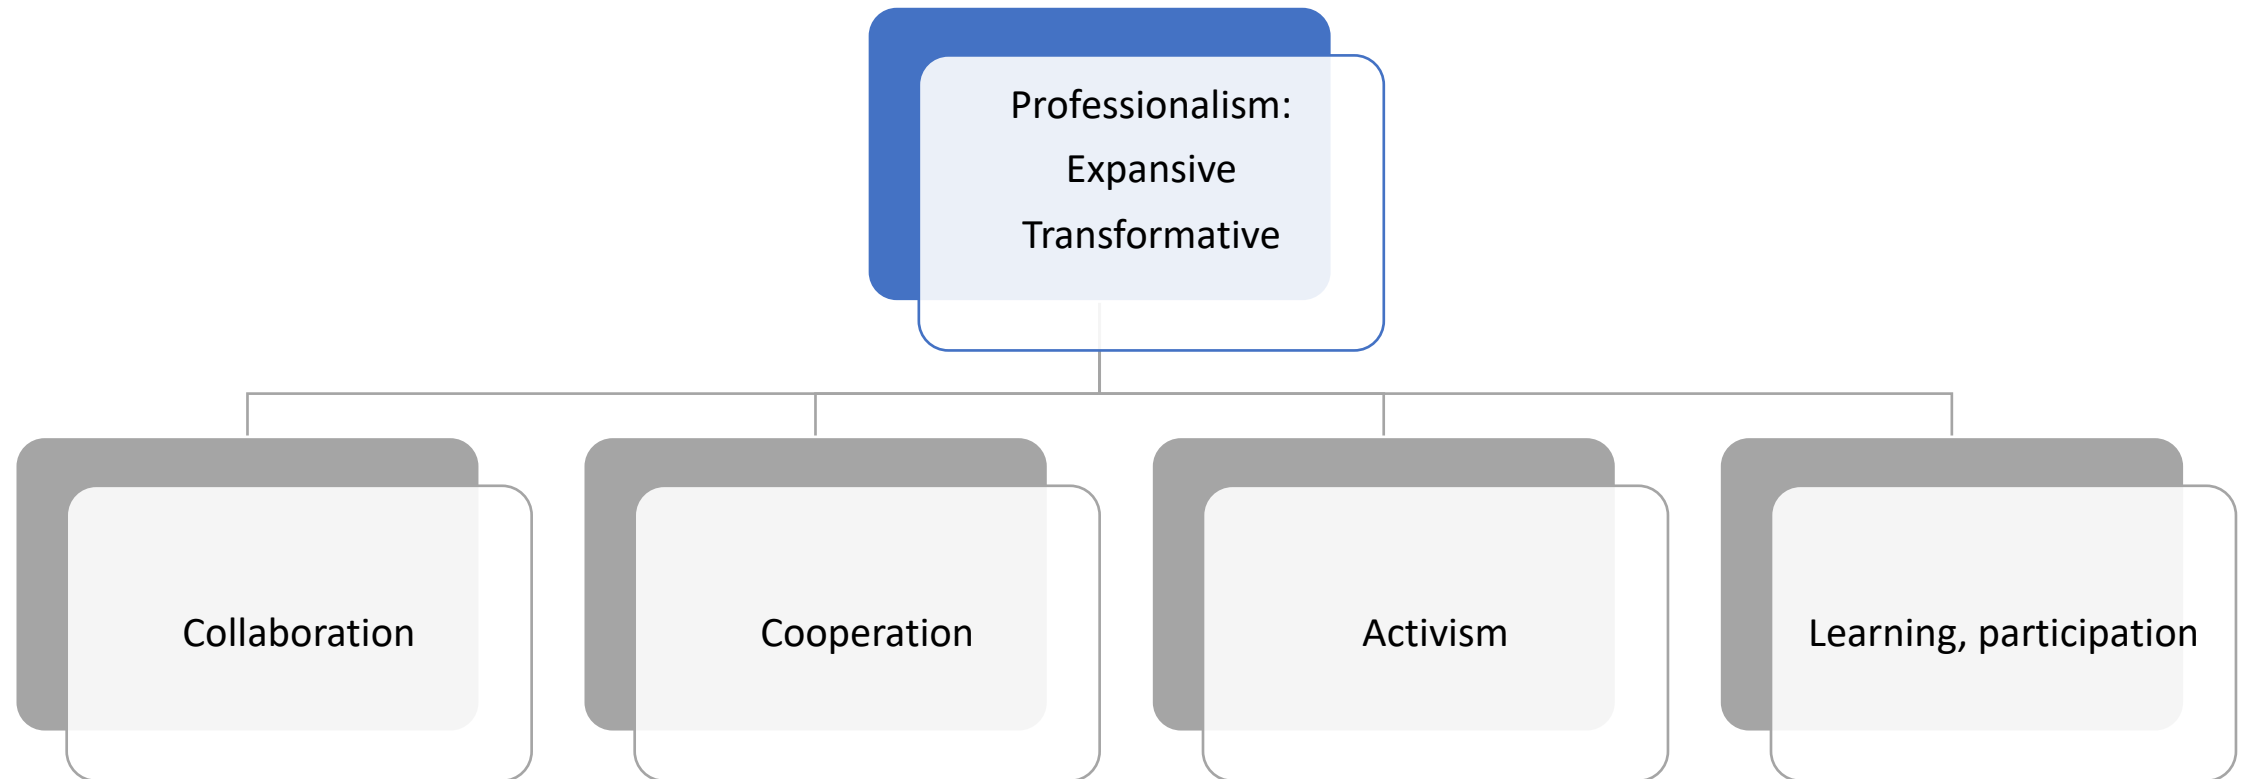 Professionalism:
Expansive
Transformative
Collaboration
Cooperation
Activism
Learning, participation